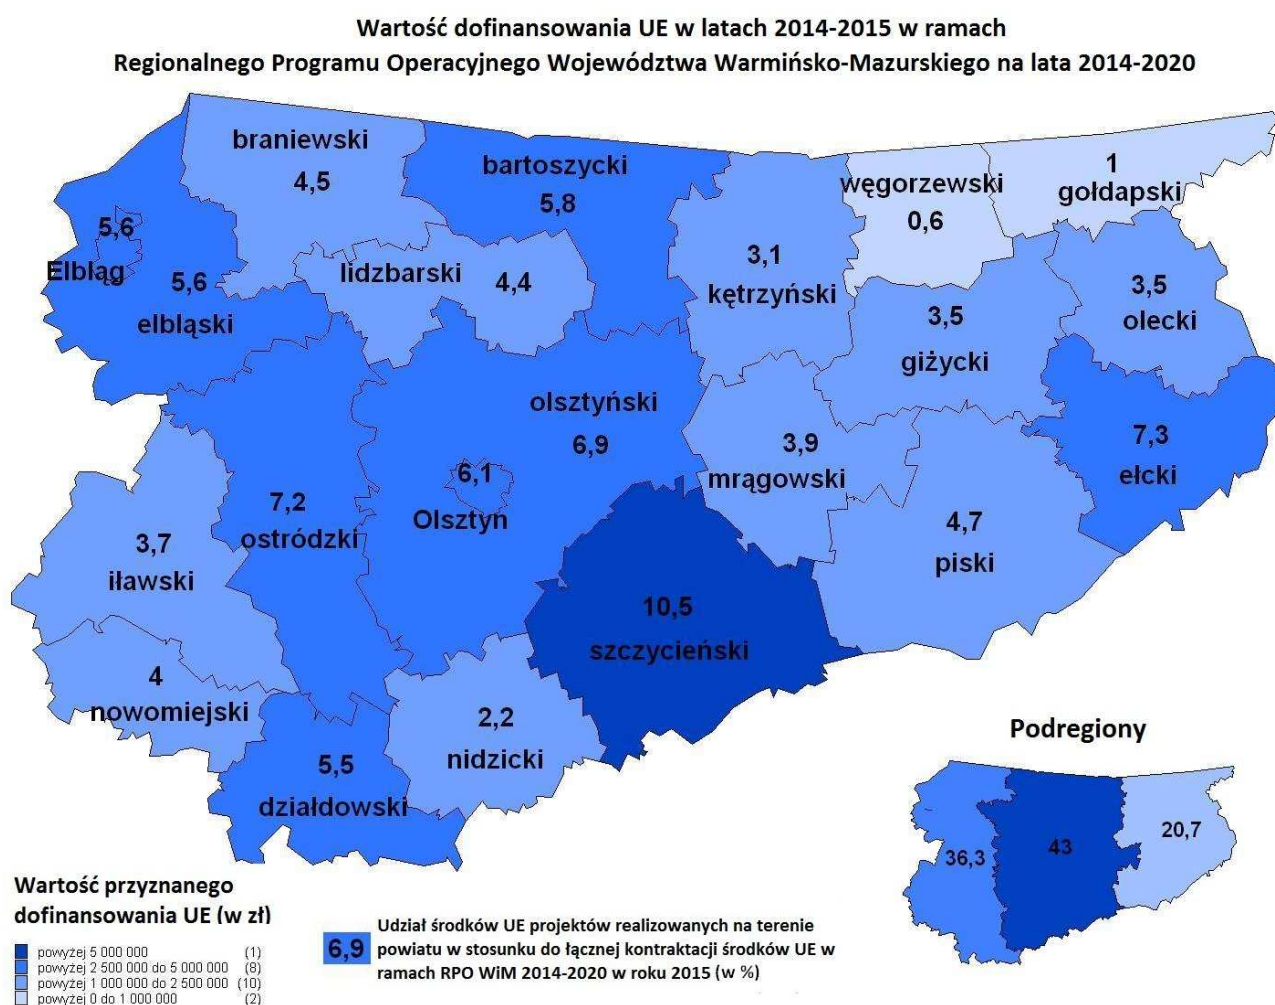 Wartość dofinansowania UE w latach 2014-2015 w ramach
Regionalnego Programu Operacyjnego Województwa Warmińsko-Mazurskiego na lata 2014-2020
braniewski
4,5
bartoszycki
5,8
węgorzewski
0,6
1
gołdapski
5,6
Elbląg
5,6
elbląski
lidzbarski
4,4
3,1
kętrzyński
3,5
giżycki
3,5
olecki
olsztyński
6,9
6,1
Olsztyn
7,2
ostródzki
3,9
mrągowski
7,3
ełcki
3,7
iławski
4,7
piski
10,5
szczycieński
4
nowomiejski
2,2
nidzicki
5,5
działdowski
Podregiony
36,3
43
20,7
Wartość przyznanego
dofinansowania UE (w zł)
powyżej 5 000 000 (1)
powyżej 2 500 000 do 5 000 000 (8)
powyżej 1 000 000 do 2 500 000 (10)
powyżej 0 do 1 000 000 (2)
6,9
Udział środków UE projektów realizowanych na terenie
powiatu w stosunku do łącznej kontraktacji środków UE w
ramach RPO WiM 2014-2020 w roku 2015 (w %)